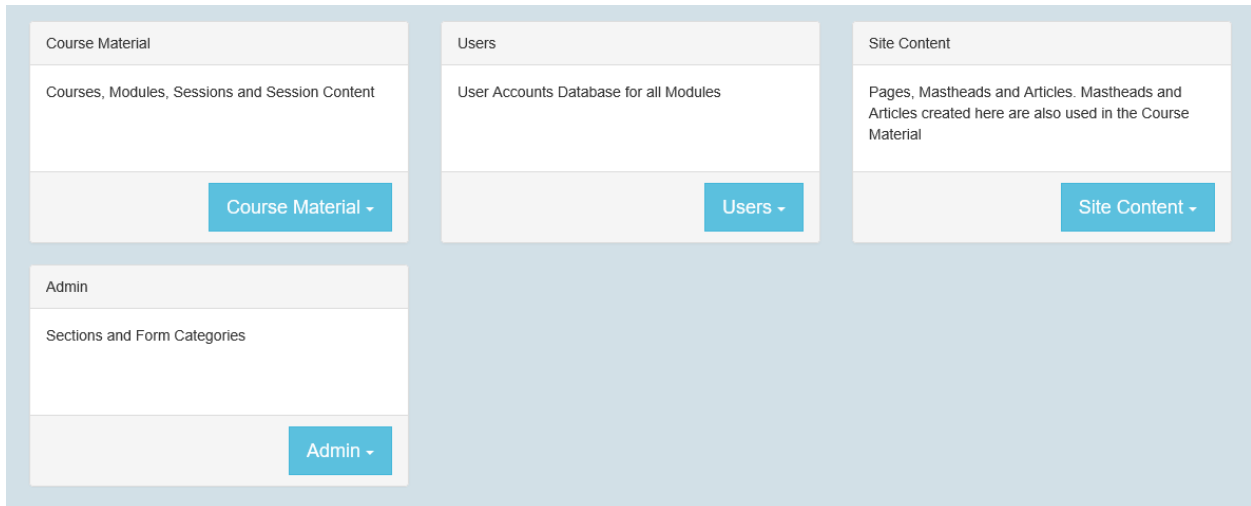 Course Material
Courses, Modules, Sessions and Session Content
Course Material
Users
User Accounts Database for all Modules
Users
Site Content
Pages, Mastheads and Articles. Mastheads and
Articles created here are also used in the Course
Material
Site Content
Admin
Sections and Form Categories
Admin